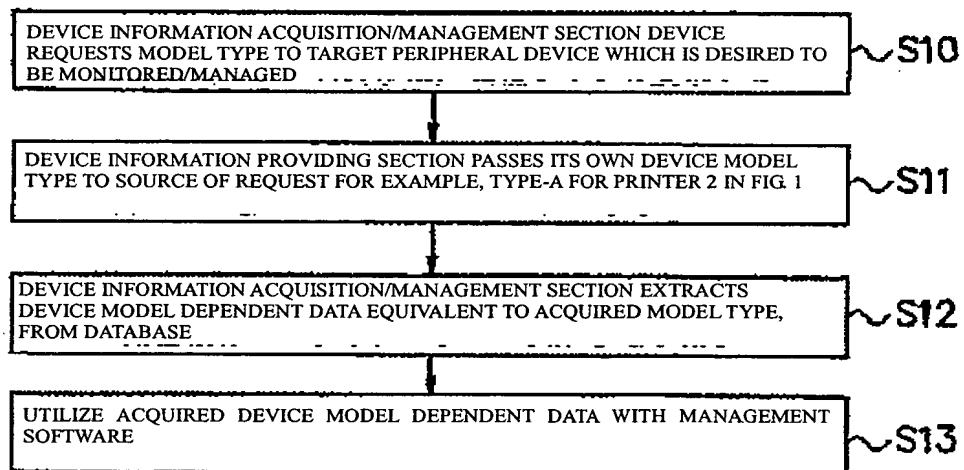 DEVICE INFORMATION ACQUISITION/MANAGEMENT SECTION DEVICE
REQUESTS MODEL TYPE TO TARGET PERIPHERAL DEVICE WHICH IS DESIRED TO
BE MONITORED/MANAGED
S10
DEVICE INFORMATION PROVIDING SECTION PASSES ITS OWN DEVICE MODEL
TYPE TO SOURCE OF REQUEST FOR EXAMPLE, TYPE-A FOR PRINTER 2 IN FIG. 1
S11
DEVICE INFORMATION ACQUISITION/MANAGEMENT SECTION EXTRACTS
DEVICE MODEL DEPENDENT DATA EQUIVALENT TO ACQUIRED MODEL TYPE,
FROM DATABASE
S12
UTILIZE ACQUIRED DEVICE MODEL DEPENDENT DATA WITH MANAGEMENT
SOFTWARE
S13